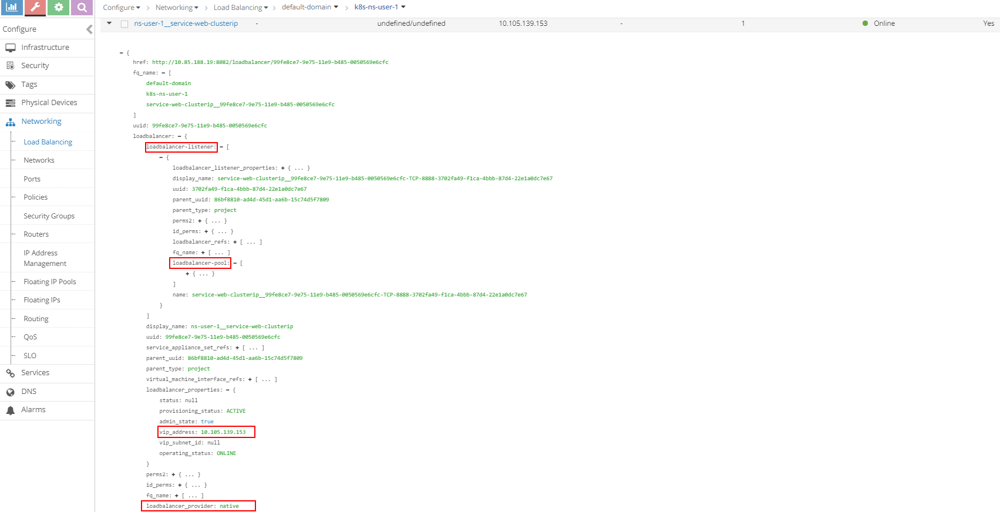 Configure
Networking
Load Balancing
default-domain
k8s-ns-user-1
Configure
ns-user-1__service-web-clusterip - undefined/undefined 10.105.139.153 - 1 Online Yes
Infrastructure
Security
Tags
Physical Devices
Networking
Load Balancing
Networks
Ports
Policies
Security Groups
Routers
IP Address
Management
Floating IP Pools
Floating IPs
Routing
QoS
SLO
Services
DNS
Alarms
− {
href: http://10.85.188.19:8082/loadbalancer/99fe8ce7-9e75-11e9-b485-0050569e6cfc
fq_name: − [
default-domain
k8s-ns-user-1
service-web-clusterip__99fe8ce7-9e75-11e9-b485-0050569e6cfc
]
uuid: 99fe8ce7-9e75-11e9-b485-0050569e6cfc
loadbalancer: − {
loadbalancer-listener: − [
− {
loadbalancer_listener_properties: + { ... }
display_name: service-web-clusterip__99fe8ce7-9e75-11e9-b485-0050569e6cfc-TCP-8888-3702fa49-f1ca-4bbb-87d4-22e1a0dc7e67
uuid: 3702fa49-f1ca-4bbb-87d4-22e1a0dc7e67
parent_uuid: 86bf8810-ad4d-45d1-aa6b-15c74d5f7809
parent_type: project
perms2: + { ... }
id_perms: + { ... }
loadbalancer_refs: + [ ... ]
fq_name: + [ ... ]
loadbalancer-pool: − [
+ { ... }
]
name: service-web-clusterip__99fe8ce7-9e75-11e9-b485-0050569e6cfc-TCP-8888-3702fa49-f1ca-4bbb-87d4-22e1a0dc7e67
}
]
display_name: ns-user-1__service-web-clusterip
uuid: 99fe8ce7-9e75-11e9-b485-0050569e6cfc
service_appliance_set_refs: + [ ... ]
parent_uuid: 86bf8810-ad4d-45d1-aa6b-15c74d5f7809
parent_type: project
virtual_machine_interface_refs: + [ ... ]
loadbalancer_properties: − {
status: null
provisioning_status: ACTIVE
admin_state: true
vip_address: 10.105.139.153
vip_subnet_id: null
operating_status: ONLINE
}
perms2: + { ... }
id_perms: + { ... }
fq_name: + [ ... ]
loadbalancer_provider: native